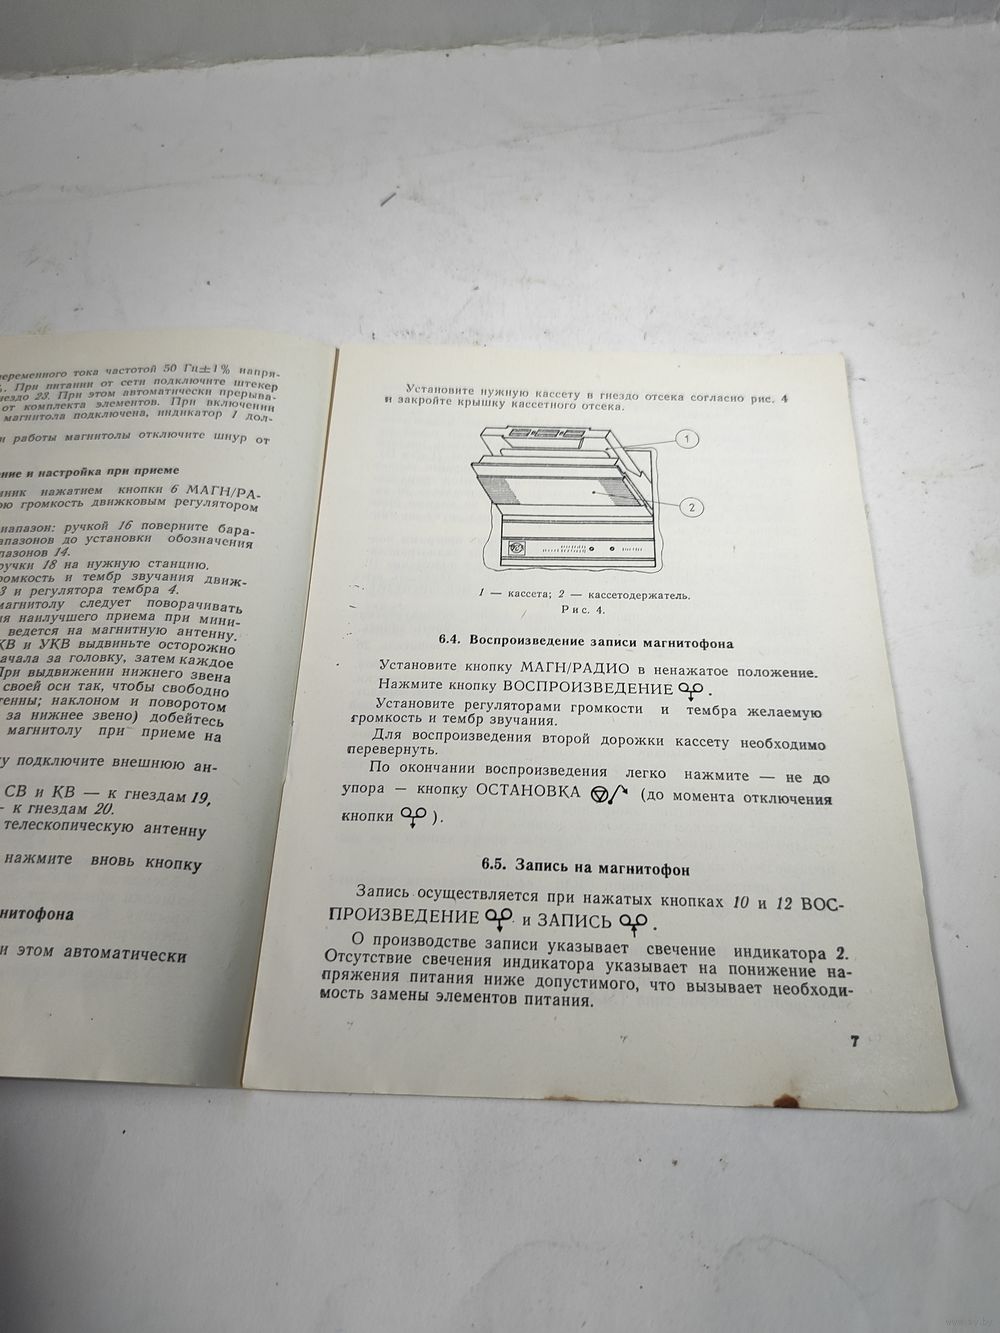 переменного тока частотой 50 Гц±1% напря-
При питании от сети подключите штекер
гнездо 23. При этом автоматически прерыва-
от комплекта элементов. При включении
магнитола подключена, индикатор 1 дол-
и работы магнитолы отключите шнур от
ние и настройка при приеме
нажатием кнопки 6 МАГН/РА-
громкость движковым регулятором
ручкой 16 поверните бара-
до установки обозначения
14.
ручки 18 на нужную станцию.
громкость и тембр звучания движ-
3 и регулятора тембра 4.
магнитолу следует поворачивать
наилучшего приема при мини-
ведется на магнитную антенну.
КВ и УКВ выдвиньте осторожно
начала за головку, затем каждое
При выдвижении нижнего звена
своей оси так, чтобы свободно
тенны; наклоном и поворотом
за нижнее звено) добейтесь
магнитолу при приеме на
у подключите внешнюю ан-
СВ и КВ — к гнездам 19,
- к гнездам 20.
телескопическую антенну
нажмите вновь кнопку
нитофона
и этом автоматически
Установите нужную кассету в гнездо отсека согласно рис. 4
и закройте крышку кассетного отсека.
1
2
1 — кассета; 2 — кассетодержатель.
Рис. 4.
6.4. Воспроизведение записи магнитофона
Установите кнопку МАГН/РАДИО в ненажатое положение.
Нажмите кнопку ВОСПРОИЗВЕДЕНИЕ .
Установите регуляторами громкости и тембра желаемую
громкость и тембр звучания.
Для воспроизведения второй дорожки кассету необходимо
перевернуть.
По окончании воспроизведения легко нажмите — не до
упора — кнопку ОСТАНОВКА (до момента отключения
кнопки ).
6.5. Запись на магнитофон
Запись осуществляется при нажатых кнопках 10 и 12 ВОС-
ПРОИЗВЕДЕНИЕ и ЗАПИСЬ .
О производстве записи указывает свечение индикатора 2.
Отсутствие свечения индикатора указывает на понижение на-
пряжения питания ниже допустимого, что вызывает необходи-
мость замены элементов питания.
7